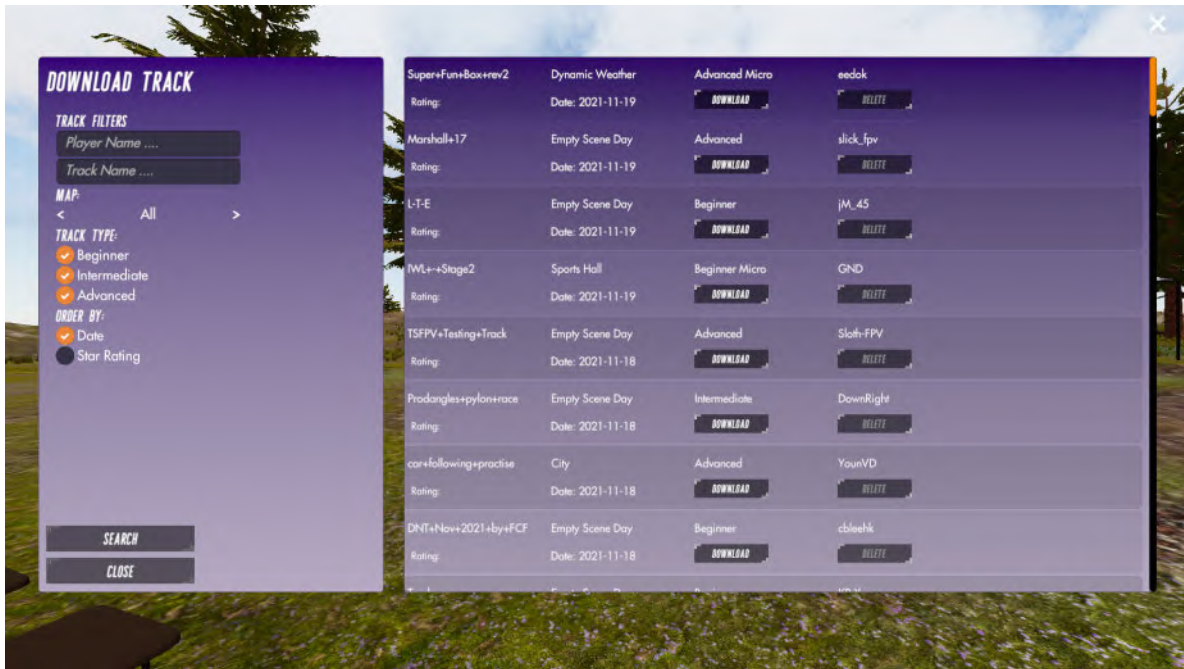 DOWNLOAD TRACK
TRACK FILTERS
Player Name ....
Track Name ....
MAP:
< All >
TRACK TYPE:
Beginner
Intermediate
Advanced
ORDER BY:
Date
Star Rating
SEARCH
CLOSE
Super+Fun+Box+rev2 Dynamic Weather Advanced Micro eedok
Rating: Date: 2021-11-19 DOWNLOAD DELETE
Marshall+17 Empty Scene Day Advanced slick_fpv
Rating: Date: 2021-11-19 DOWNLOAD DELETE
L-T-E Empty Scene Day Beginner jM_45
Rating: Date: 2021-11-19 DOWNLOAD DELETE
IWL+-+Stage2 Sports Hall Beginner Micro GND
Rating: Date: 2021-11-19 DOWNLOAD DELETE
TSFPV+Testing+Track Empty Scene Day Advanced Sloth-FPV
Rating: Date: 2021-11-18 DOWNLOAD DELETE
Prodangles+pylon+race Empty Scene Day Intermediate DownRight
Rating: Date: 2021-11-18 DOWNLOAD DELETE
car+following+practise City Advanced YounVD
Rating: Date: 2021-11-18 DOWNLOAD DELETE
DNT+Nov+2021+by+FCF Empty Scene Day Beginner cbleehk
Rating: Date: 2021-11-18 DOWNLOAD DELETE